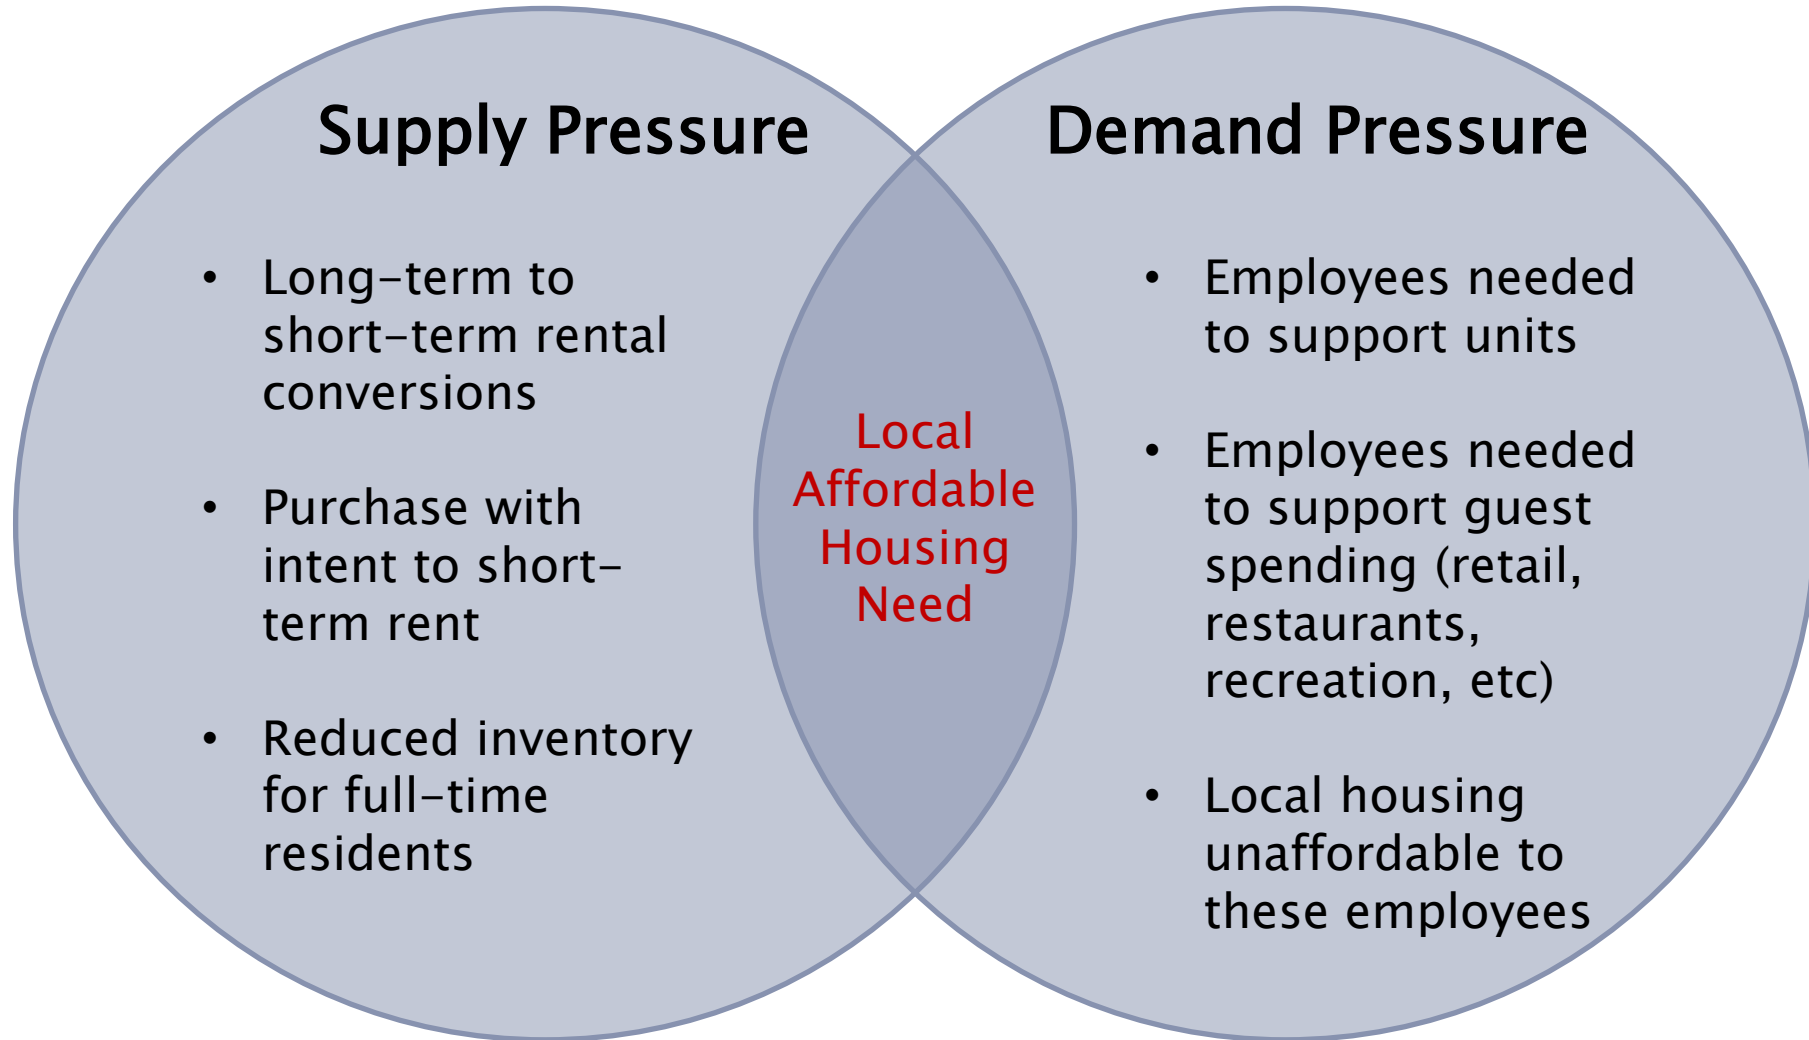 Supply Pressure
• Long-term to
short-term rental
conversions
• Purchase with
intent to short-
term rent
• Reduced inventory
for full-time
residents
Local
Affordable
Housing
Need
Demand Pressure
• Employees needed
to support units
• Employees needed
to support guest
spending (retail,
restaurants,
recreation, etc)
• Local housing
unaffordable to
these employees